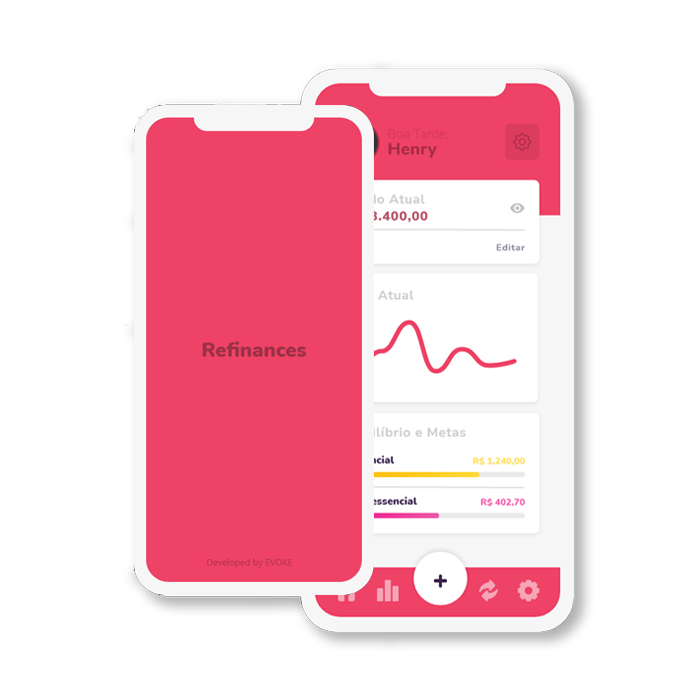 Refinances
Developed by EVOKE
Boa Tarde,
Henry
do Atual
3.400,00
Editar
Atual
líbrio e Metas
ncial
R$ 1.240,00
essencial
R$ 402,70
+